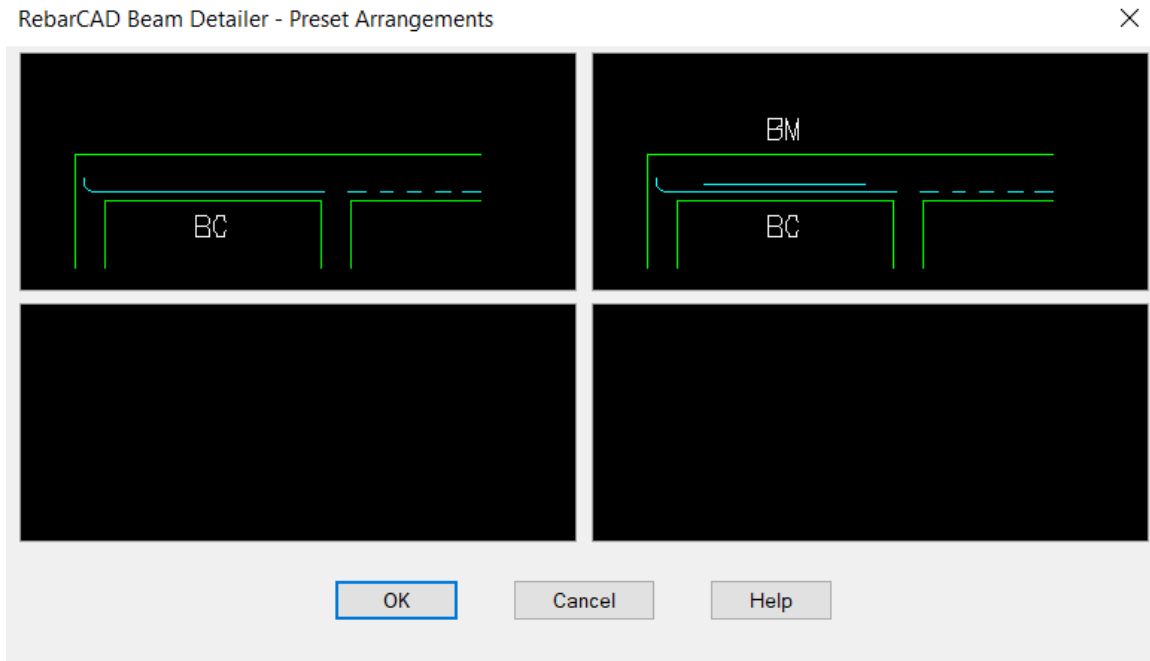 RebarCAD Beam Detailer - Preset Arrangements
BC
BM
BC
OK
Cancel
Help